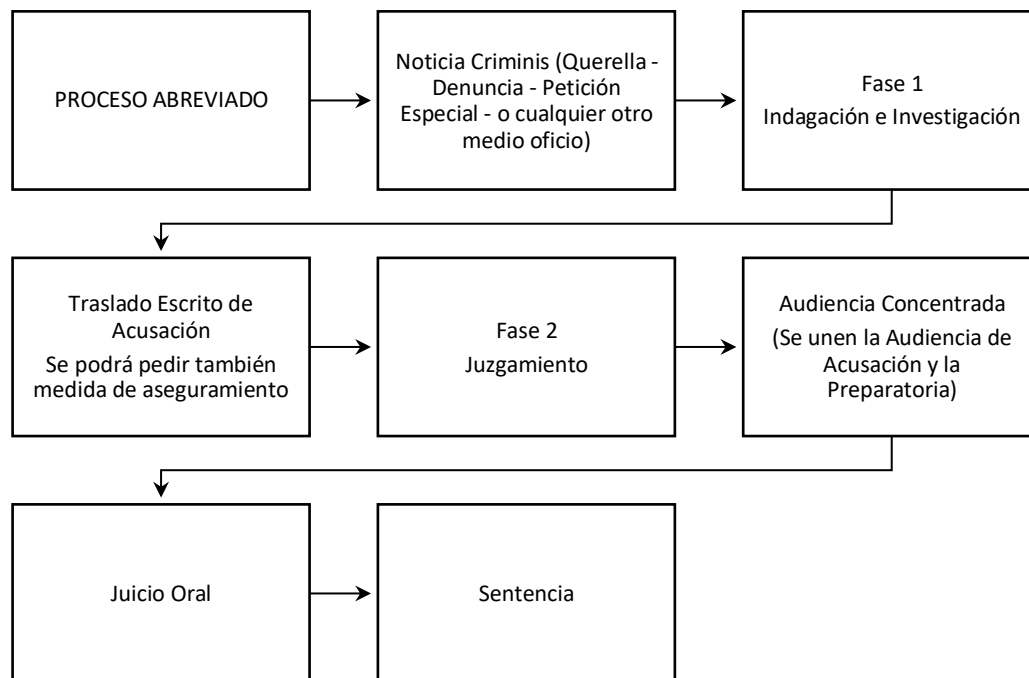 PROCESO ABREVIADO
Noticia Criminis (Querella -
Denuncia - Petición
Especial - o cualquier otro
medio oficio)
Fase 1
Indagación e Investigación
Traslado Escrito de
Acusación
Se podrá pedir también
medida de aseguramiento
Fase 2
Juzgamiento
Audiencia Concentrada
(Se unen la Audiencia de
Acusación y la
Preparatoria)
Juicio Oral
Sentencia